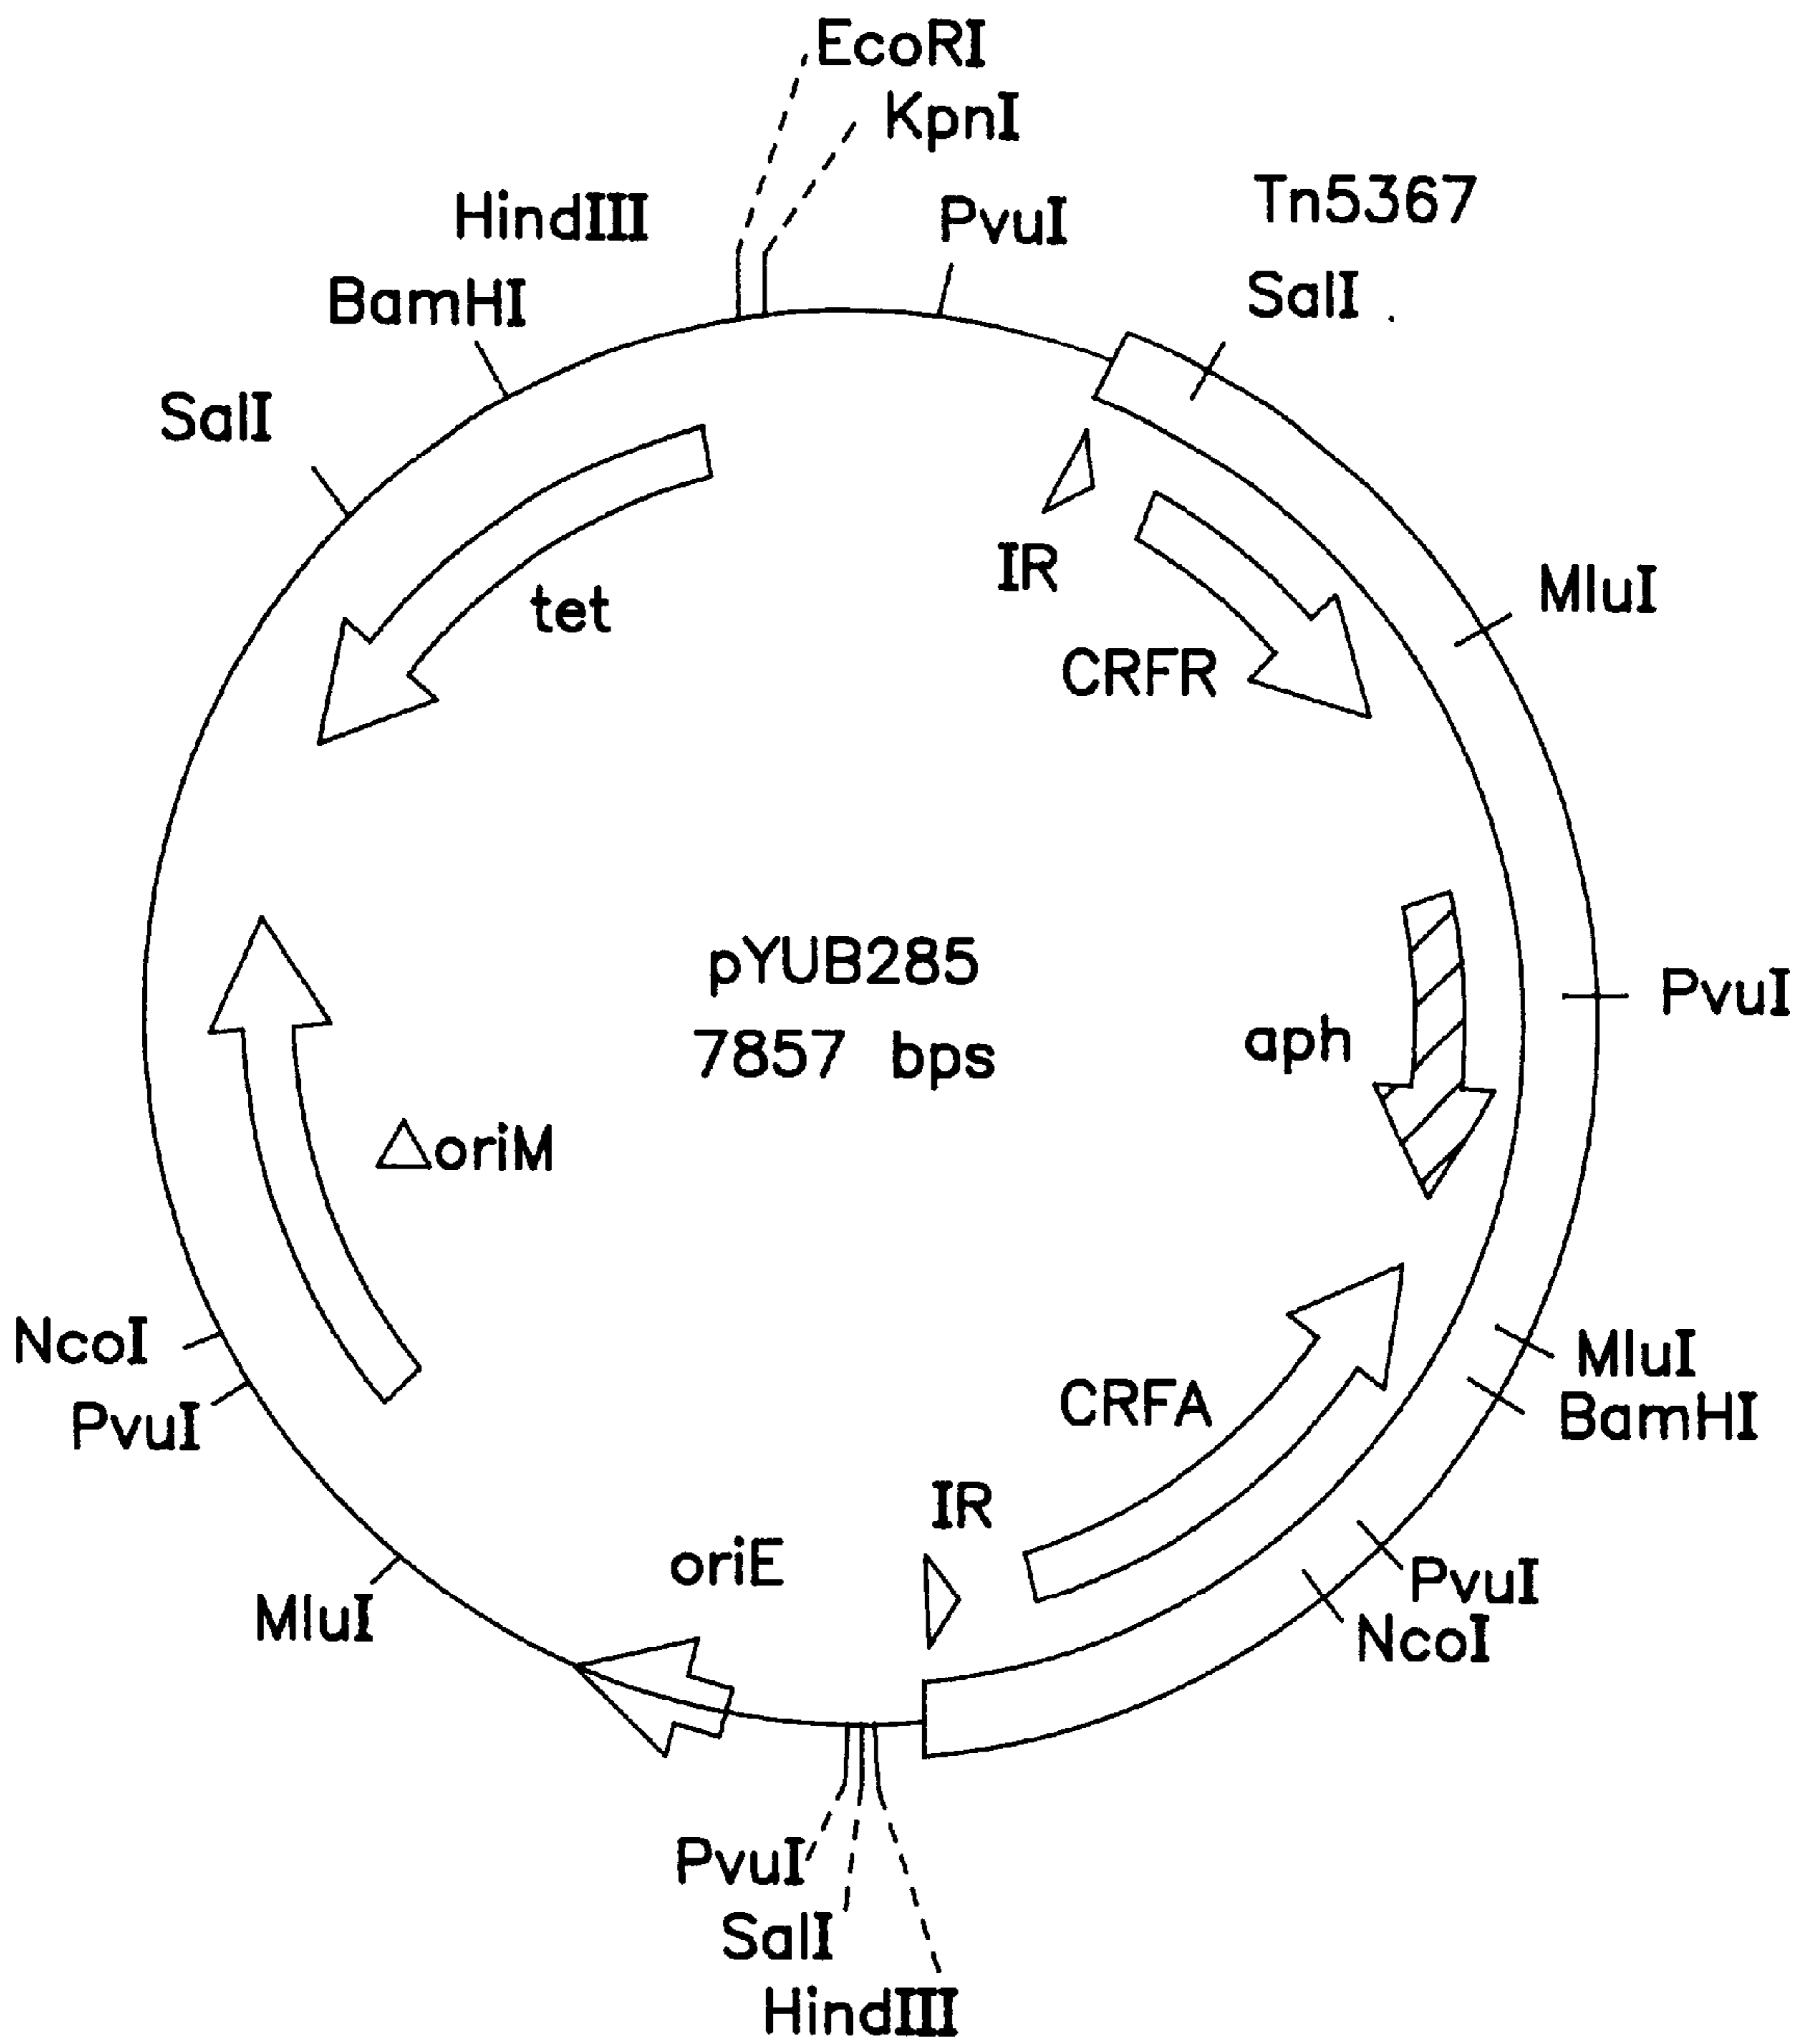 EcoRI
KpnI
HindIII
PvuI
Tn5367
SalI
BamHI
SalI
IR
MluI
tet
CRFR
pYUB285
7857 bps
PvuI
aph
△oriM
NcoI
MluI
PvuI
CRFA
BamHI
IR
oriE
PvuI
MluI
NcoI
PvuI
SalI
HindIII